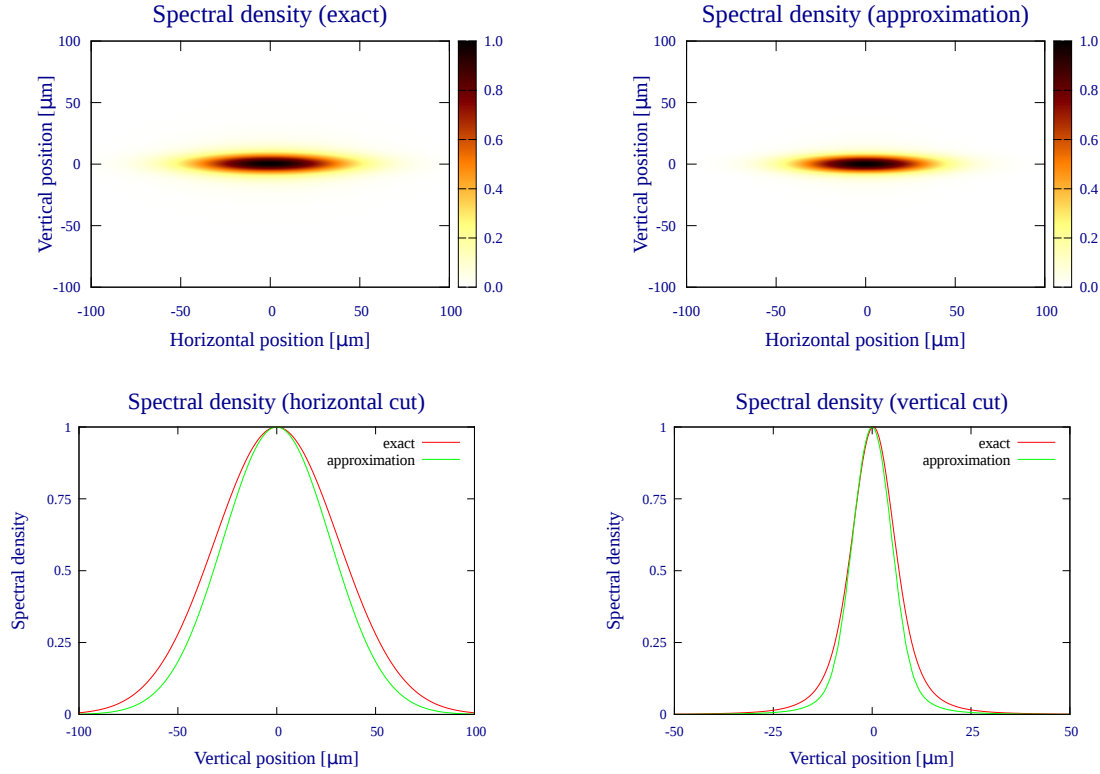 Spectral density (exact)
Vertical position [μm]
100
50
0
-50
-100
-100 -50 0 50 100
Horizontal position [μm]
1.0
0.8
0.6
0.4
0.2
0.0
Spectral density (approximation)
Vertical position [μm]
100
50
0
-50
-100
-100 -50 0 50 100
Horizontal position [μm]
1.0
0.8
0.6
0.4
0.2
0.0
Spectral density (horizontal cut)
Spectral density
1
0.75
0.5
0.25
0
exact
approximation
-100 -50 0 50 100
Vertical position [μm]
Spectral density (vertical cut)
Spectral density
1
0.75
0.5
0.25
0
exact
approximation
-50 -25 0 25 50
Vertical position [μm]